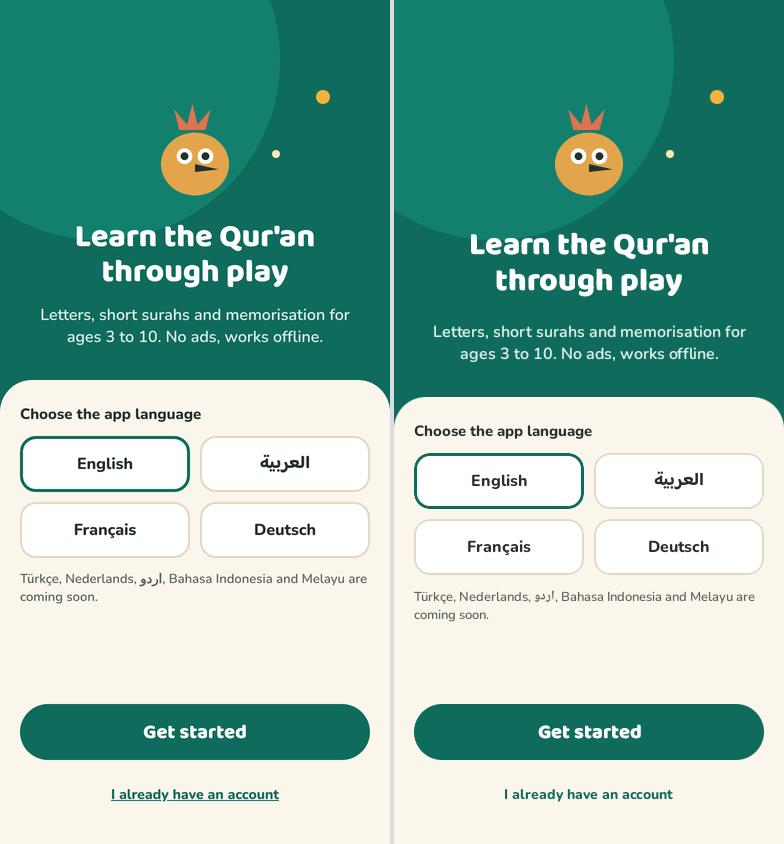 Learn the Qur'an
through play
Letters, short surahs and memorisation for
ages 3 to 10. No ads, works offline.
Choose the app language
English
العربية
Français
Deutsch
Türkçe, Nederlands, اردو, Bahasa Indonesia and Melayu are
coming soon.
Get started
I already have an account
Learn the Qur'an
through play
Letters, short surahs and memorisation for
ages 3 to 10. No ads, works offline.
Choose the app language
English
العربية
Français
Deutsch
Türkçe, Nederlands, اردو, Bahasa Indonesia and Melayu are
coming soon.
Get started
I already have an account